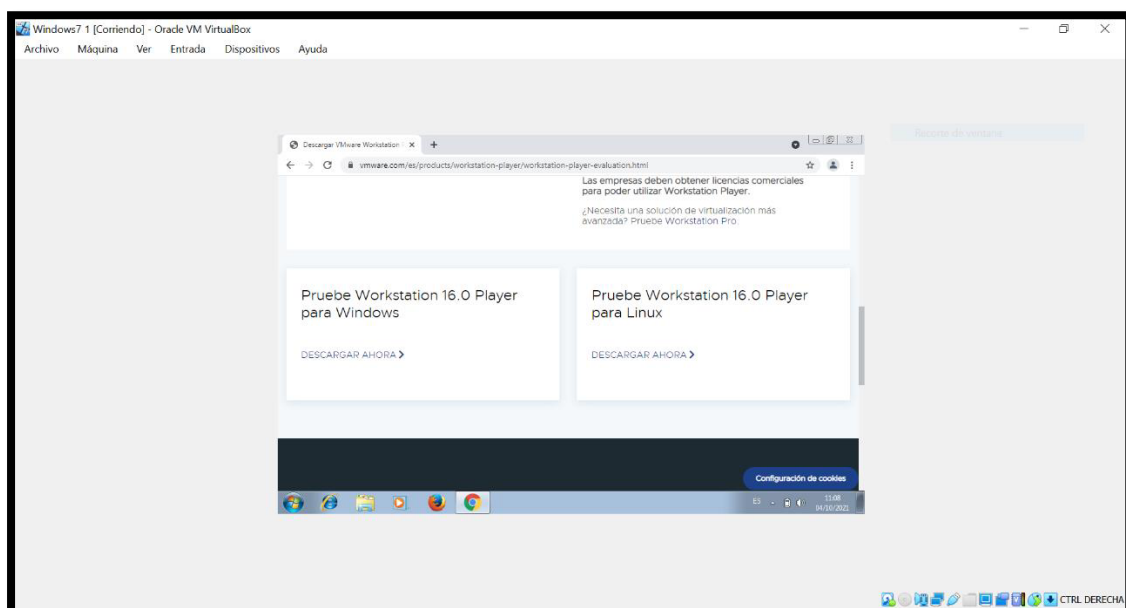 Windows7 1 [Corriendo] - Oracle VM VirtualBox
Archivo Máquina Ver Entrada Dispositivos Ayuda
Recorte de ventana
Descargar VMware Workstation
vmware.com/es/products/workstation-player/workstation-player-evaluation.html
Las empresas deben obtener licencias comerciales
para poder utilizar Workstation Player.
¿Necesita una solución de virtualización más
avanzada? Pruebe Workstation Pro.
Pruebe Workstation 16.0 Player
para Windows
DESCARGAR AHORA
Pruebe Workstation 16.0 Player
para Linux
DESCARGAR AHORA
Configuración de cookies
ES
11:08
04/10/2021
CTRL DERECHA